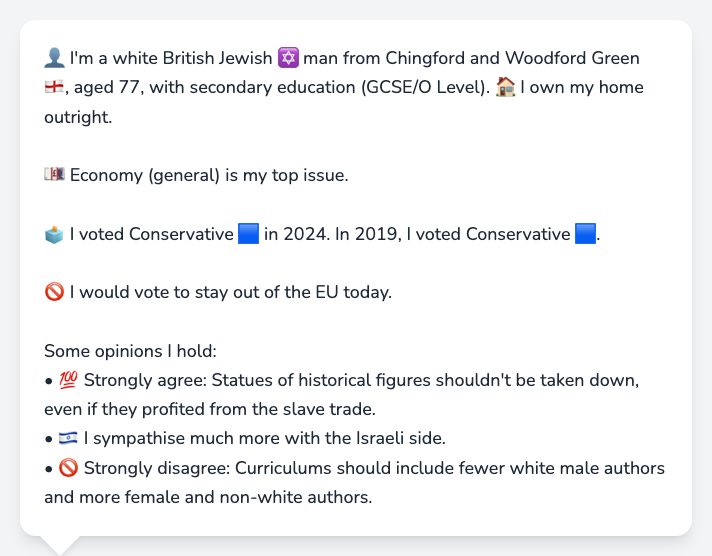 👤 I'm a white British Jewish ✡️ man from Chingford and Woodford Green
🏴󠁧󠁢󠁥󠁮󠁧󠁿, aged 77, with secondary education (GCSE/O Level). 🏠 I own my home
outright.
💷 Economy (general) is my top issue.
🗳️ I voted Conservative 🟦 in 2024. In 2019, I voted Conservative 🟦.
🚫 I would vote to stay out of the EU today.
Some opinions I hold:
• 💯 Strongly agree: Statues of historical figures shouldn't be taken down,
even if they profited from the slave trade.
• 🇮🇱 I sympathise much more with the Israeli side.
• 🚫 Strongly disagree: Curriculums should include fewer white male authors
and more female and non-white authors.